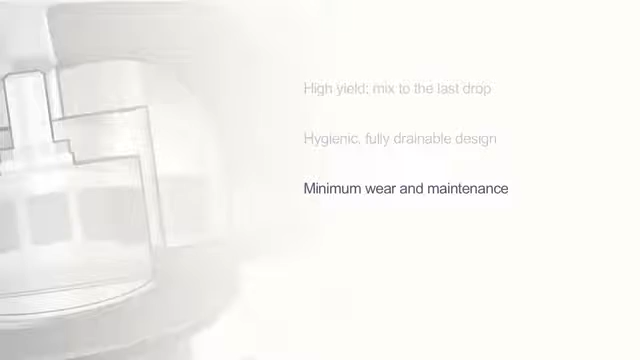 High yield; mix to the last drop
Hygienic, fully drainable design
Minimum wear and maintenance